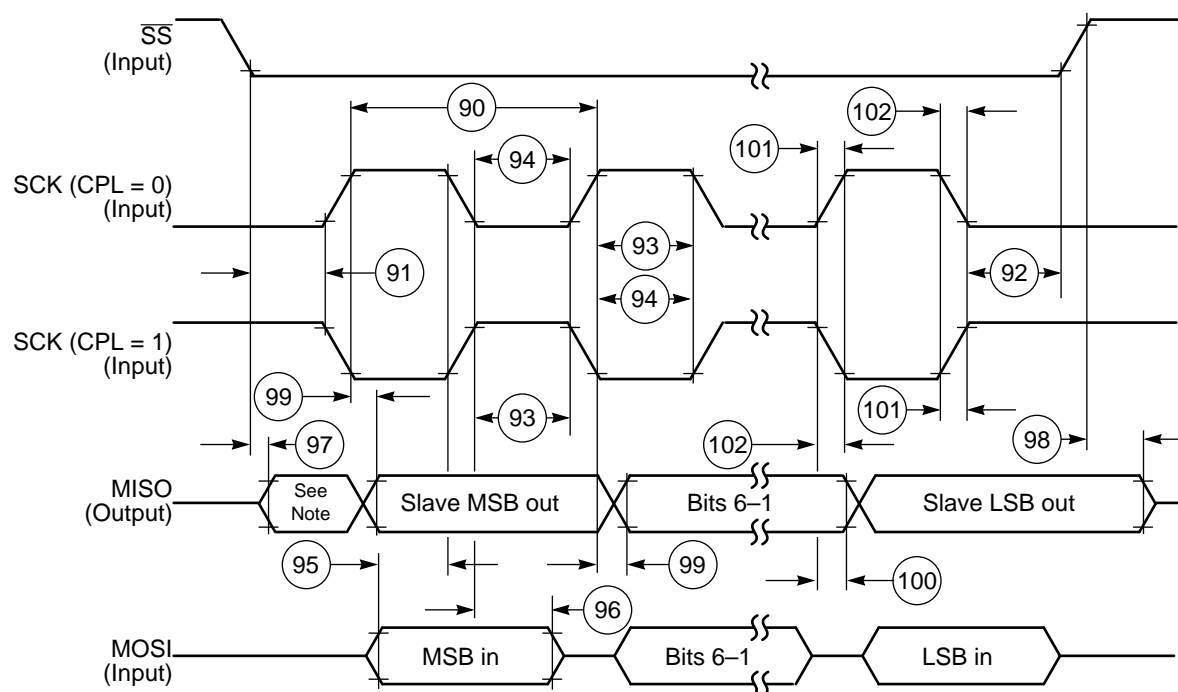 SS
(Input)
90
102
101
94
SCK (CPL = 0)
(Input)
93
91
92
94
SCK (CPL = 1)
(Input)
99
93
101
97
102
98
MISO
(Output)
See
Note
Slave MSB out
Bits 6–1
Slave LSB out
95
99
100
96
MOSI
(Input)
MSB in
Bits 6–1
LSB in